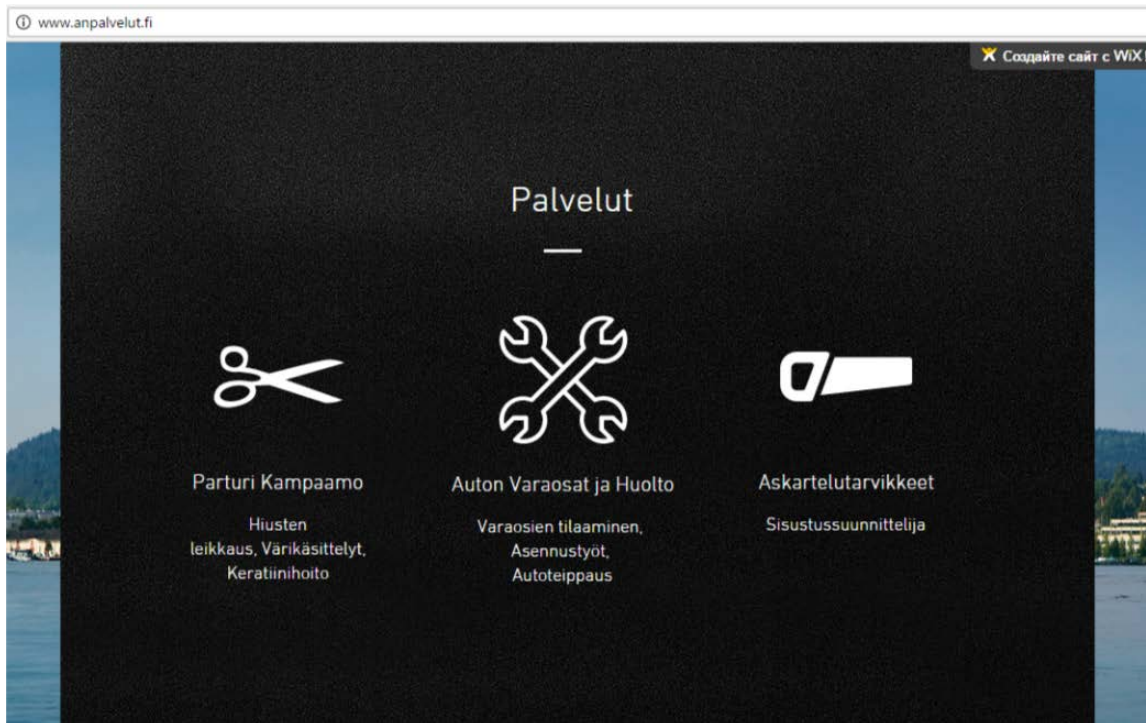 www.anpalvelut.fi
Создайте сайт с WiX
Palvelut
Parturi Kampaamo
Hiusten
leikkaus, Värikäsittelyt,
Keratiinihoito
Auton Varaosat ja Huolto
Varaosien tilaaminen,
Asennustyöt,
Autoteippaus
Askartelutarvikkeet
Sisustussuunnittelija